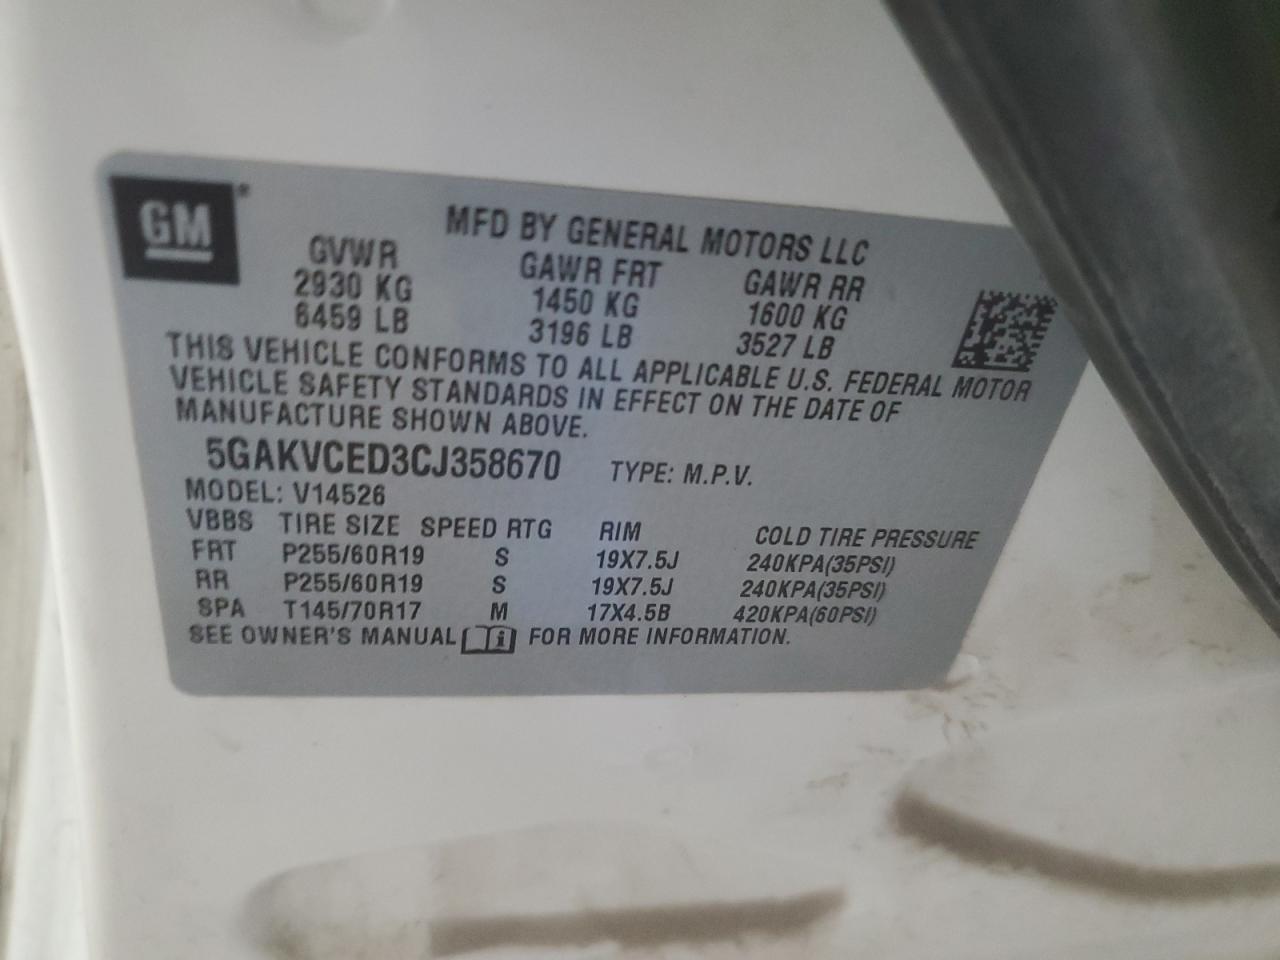 GM
MFD BY GENERAL MOTORS LLC
GVWR GAWR FRT GAWR RR
2930 KG 1450 KG 1600 KG
6459 LB 3196 LB 3527 LB
THIS VEHICLE CONFORMS TO ALL APPLICABLE U.S. FEDERAL MOTOR
VEHICLE SAFETY STANDARDS IN EFFECT ON THE DATE OF
MANUFACTURE SHOWN ABOVE.
5GAKVCED3CJ358670 TYPE: M.P.V.
MODEL: V14526
VBBS TIRE SIZE SPEED RTG RIM COLD TIRE PRESSURE
FRT P255/60R19 S 19X7.5J 240KPA(35PSI)
RR P255/60R19 S 19X7.5J 240KPA(35PSI)
SPA T145/70R17 M 17X4.5B 420KPA(60PSI)
SEE OWNER'S MANUAL FOR MORE INFORMATION.